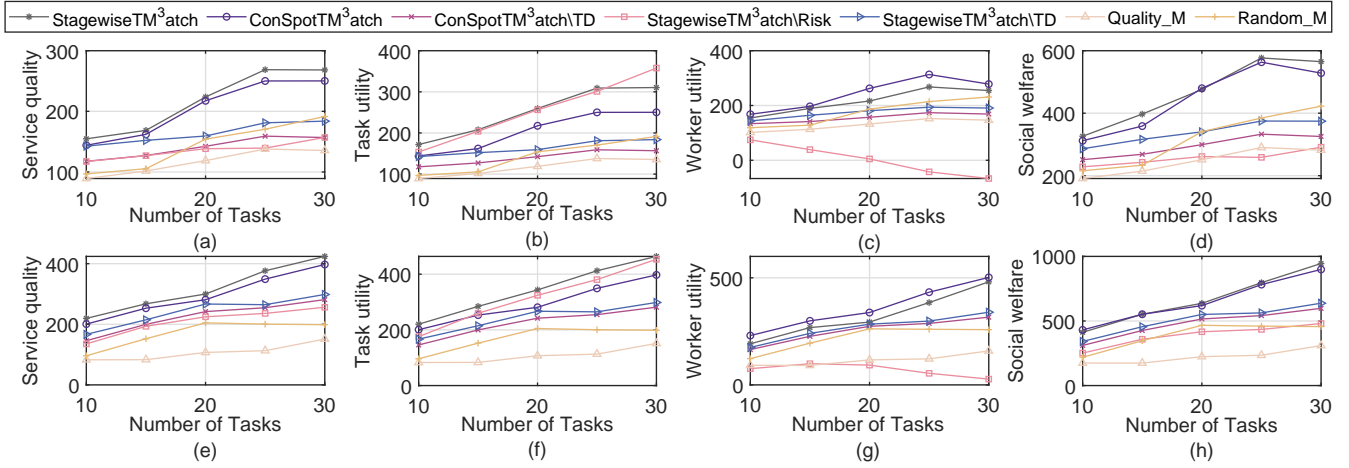 StagewiseTM³atch ConSpotTM³atch ConSpotTM³atch\TD StagewiseTM³atch\Risk StagewiseTM³atch\TD Quality_M Random_M
Service quality
300
200
100
10 20 30
Number of Tasks
(a)
Task utility
400
300
200
100
10 20 30
Number of Tasks
(b)
Worker utility
400
200
0
10 20 30
Number of Tasks
(c)
Social welfare
600
400
200
10 20 30
Number of Tasks
(d)
Service quality
400
200
0
10 20 30
Number of Tasks
(e)
Task utility
400
200
0
10 20 30
Number of Tasks
(f)
Worker utility
500
0
10 20 30
Number of Tasks
(g)
Social welfare
1000
500
0
10 20 30
Number of Tasks
(h)